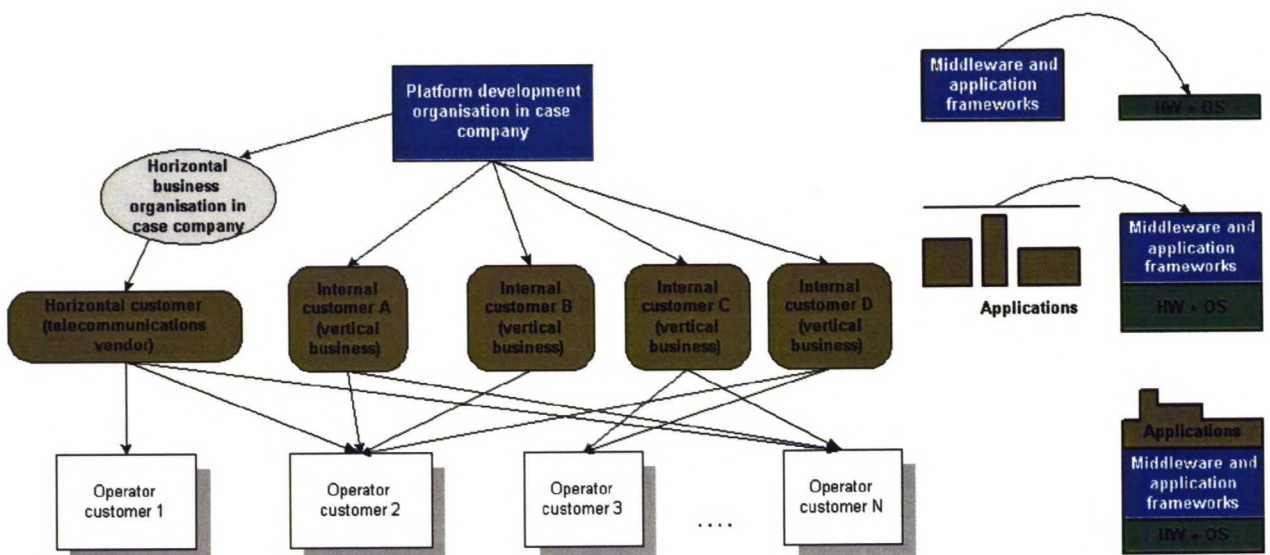 Platform development
organisation in case
company
Horizontal
business
organisation in
case company
Horizontal customer
(telecommunications
vendor)
Internal
customer A
(vertical
business)
Internal
customer B
(vertical
business)
Internal
customer C
(vertical
business)
Internal
customer D
(vertical
business)
Operator
customer 1
Operator
customer 2
Operator
customer 3
....
Operator
customer N
Middleware and
application
frameworks
HW + OS
Applications
Middleware and
application
frameworks
HW + OS
Applications
Middleware and
application
frameworks
HW + OS